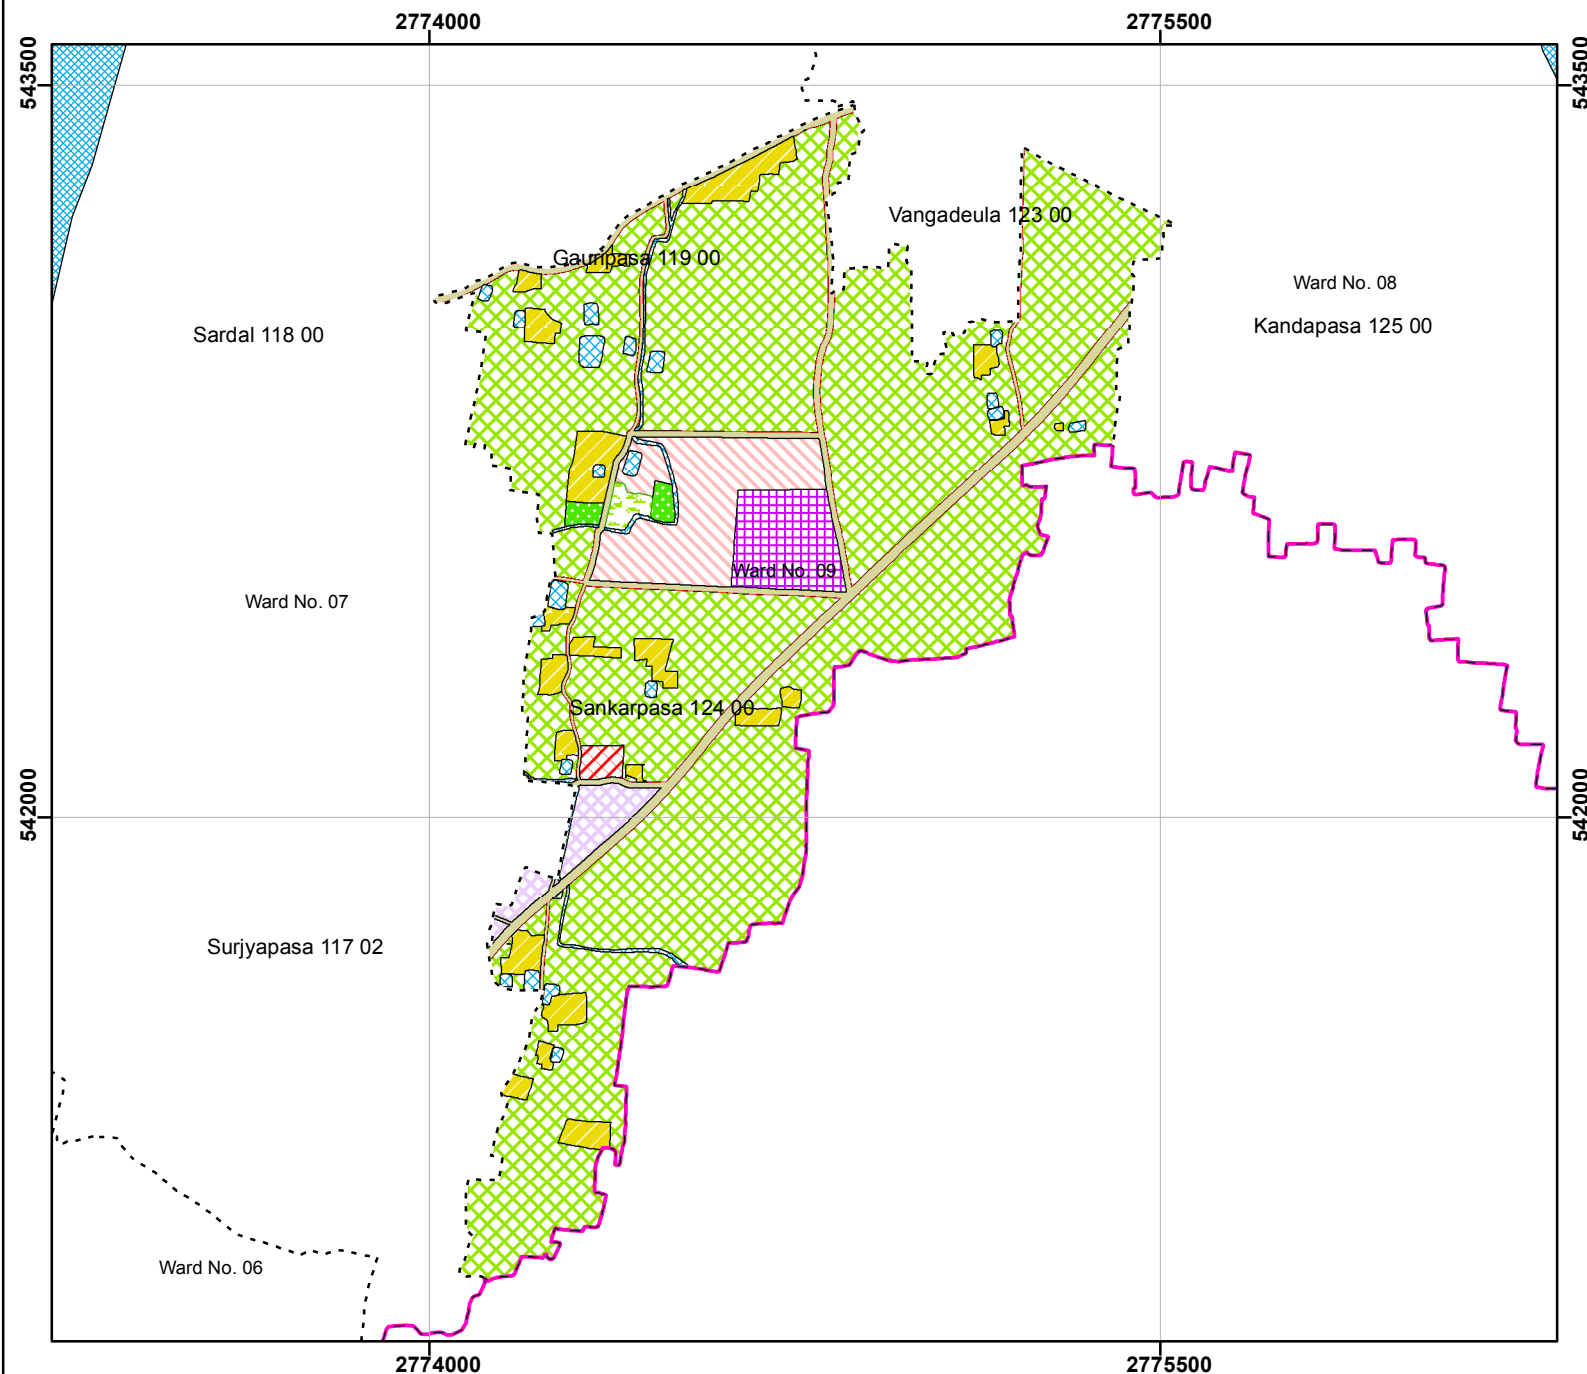 2774000
2775500
543500
543500
Vangadeula 123 00
Gauripasa 119 00
Ward No. 08
Kandapasa 125 00
Sardal 118 00
Ward No. 09
Ward No. 07
Sankarpasa 124 00
542000
542000
Surjyapasa 117 02
Ward No. 06
2774000
2775500